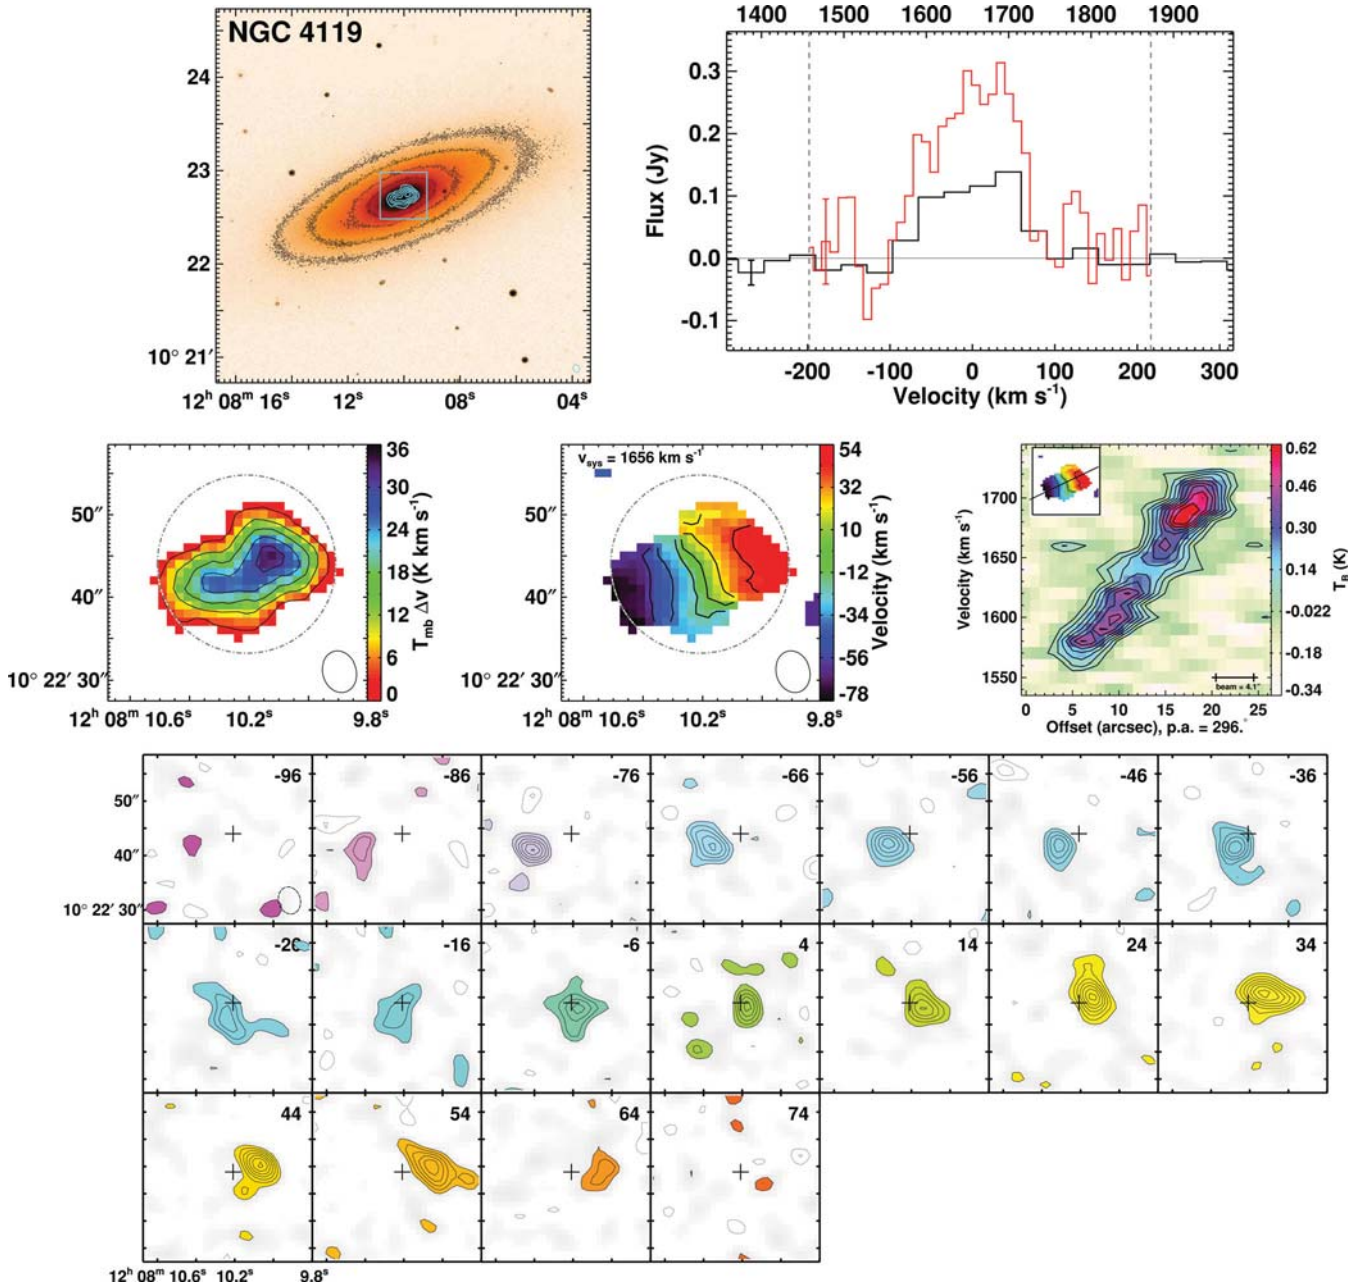 NGC 4119
24
23
22
10° 21′
12ʰ 08ᵐ 16ˢ 12ˢ 08ˢ 04ˢ
1400 1500 1600 1700 1800 1900
0.3
0.2
0.1
0.0
-0.1
Flux (Jy)
-200 -100 0 100 200 300
Velocity (km s⁻¹)
50″
40″
10° 22′ 30″
12ʰ 08ᵐ 10.6ˢ 10.2ˢ 9.8ˢ
36
30
24
18
12
6
0
T_mb Δv (K km s⁻¹)
v_sys = 1656 km s⁻¹
50″
40″
10° 22′ 30″
12ʰ 08ᵐ 10.6ˢ 10.2ˢ 9.8ˢ
54
32
10
-12
-34
-56
-78
Velocity (km s⁻¹)
1700
1650
1600
1550
Velocity (km s⁻¹)
beam = 4.1″
0 5 10 15 20 25
Offset (arcsec), p.a. = 296.°
0.62
0.46
0.30
0.14
-0.022
-0.18
-0.34
T_B (K)
-96 -86 -76 -66 -56 -46 -36
50″
40″
10° 22′ 30″
-26 -16 -6 4 14 24 34
44 54 64 74
12ʰ 08ᵐ 10.6ˢ 10.2ˢ 9.8ˢ